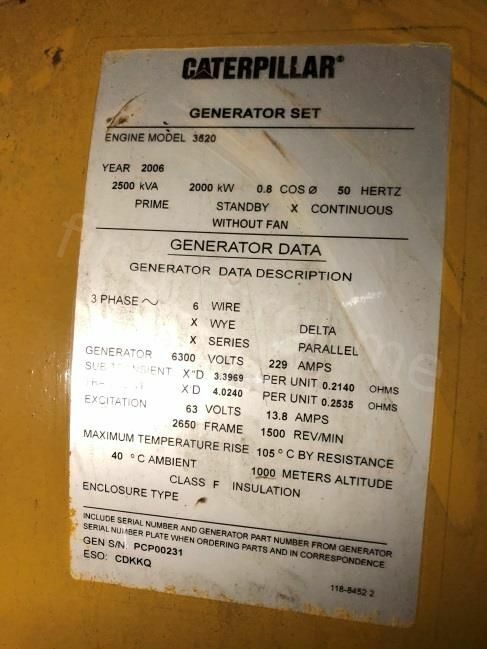 CATERPILLAR®
GENERATOR SET
ENGINE MODEL 3520
YEAR 2006
2500 kVA 2000 kW 0.8 COS Ø 50 HERTZ
PRIME STANDBY X CONTINUOUS
WITHOUT FAN
GENERATOR DATA
GENERATOR DATA DESCRIPTION
3 PHASE ~ 6 WIRE
X WYE DELTA
X SERIES PARALLEL
GENERATOR 6300 VOLTS 229 AMPS
X"D 3.3969 PER UNIT 0.2140 OHMS
X'D 4.0240 PER UNIT 0.2535 OHMS
EXCITATION 63 VOLTS 13.8 AMPS
2650 FRAME 1500 REV/MIN
MAXIMUM TEMPERATURE RISE 105 ° C BY RESISTANCE
40 °C AMBIENT 1000 METERS ALTITUDE
CLASS F INSULATION
ENCLOSURE TYPE
INCLUDE SERIAL NUMBER AND GENERATOR PART NUMBER FROM GENERATOR
SERIAL NUMBER PLATE WHEN ORDERING PARTS AND IN CORRESPONDENCE
GEN S/N. PCP00231
ESO: CDKKQ
118-8452 2